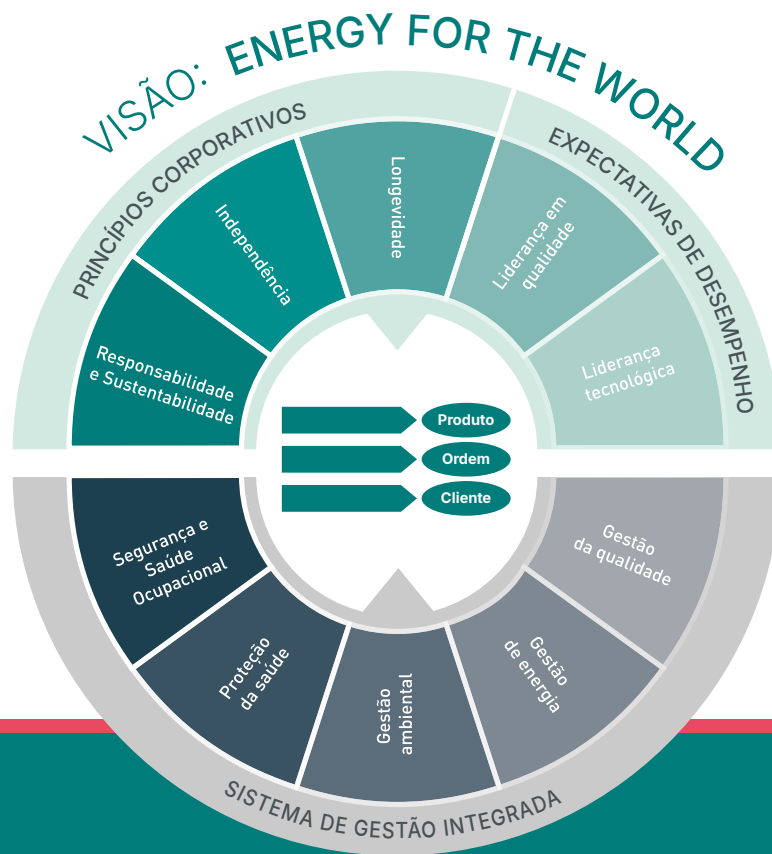 VISÃO: ENERGY FOR THE WORLD
PRINCÍPIOS CORPORATIVOS
EXPECTATIVAS DE DESEMPENHO
Responsabilidade
e Sustentabilidade
Independência
Longevidade
Liderança em
qualidade
Liderança
tecnológica
Produto
Ordem
Cliente
Segurança e
Saúde
Ocupacional
Proteção
da saúde
Gestão
ambiental
Gestão
de energia
Gestão
da qualidade
SISTEMA DE GESTÃO INTEGRADA